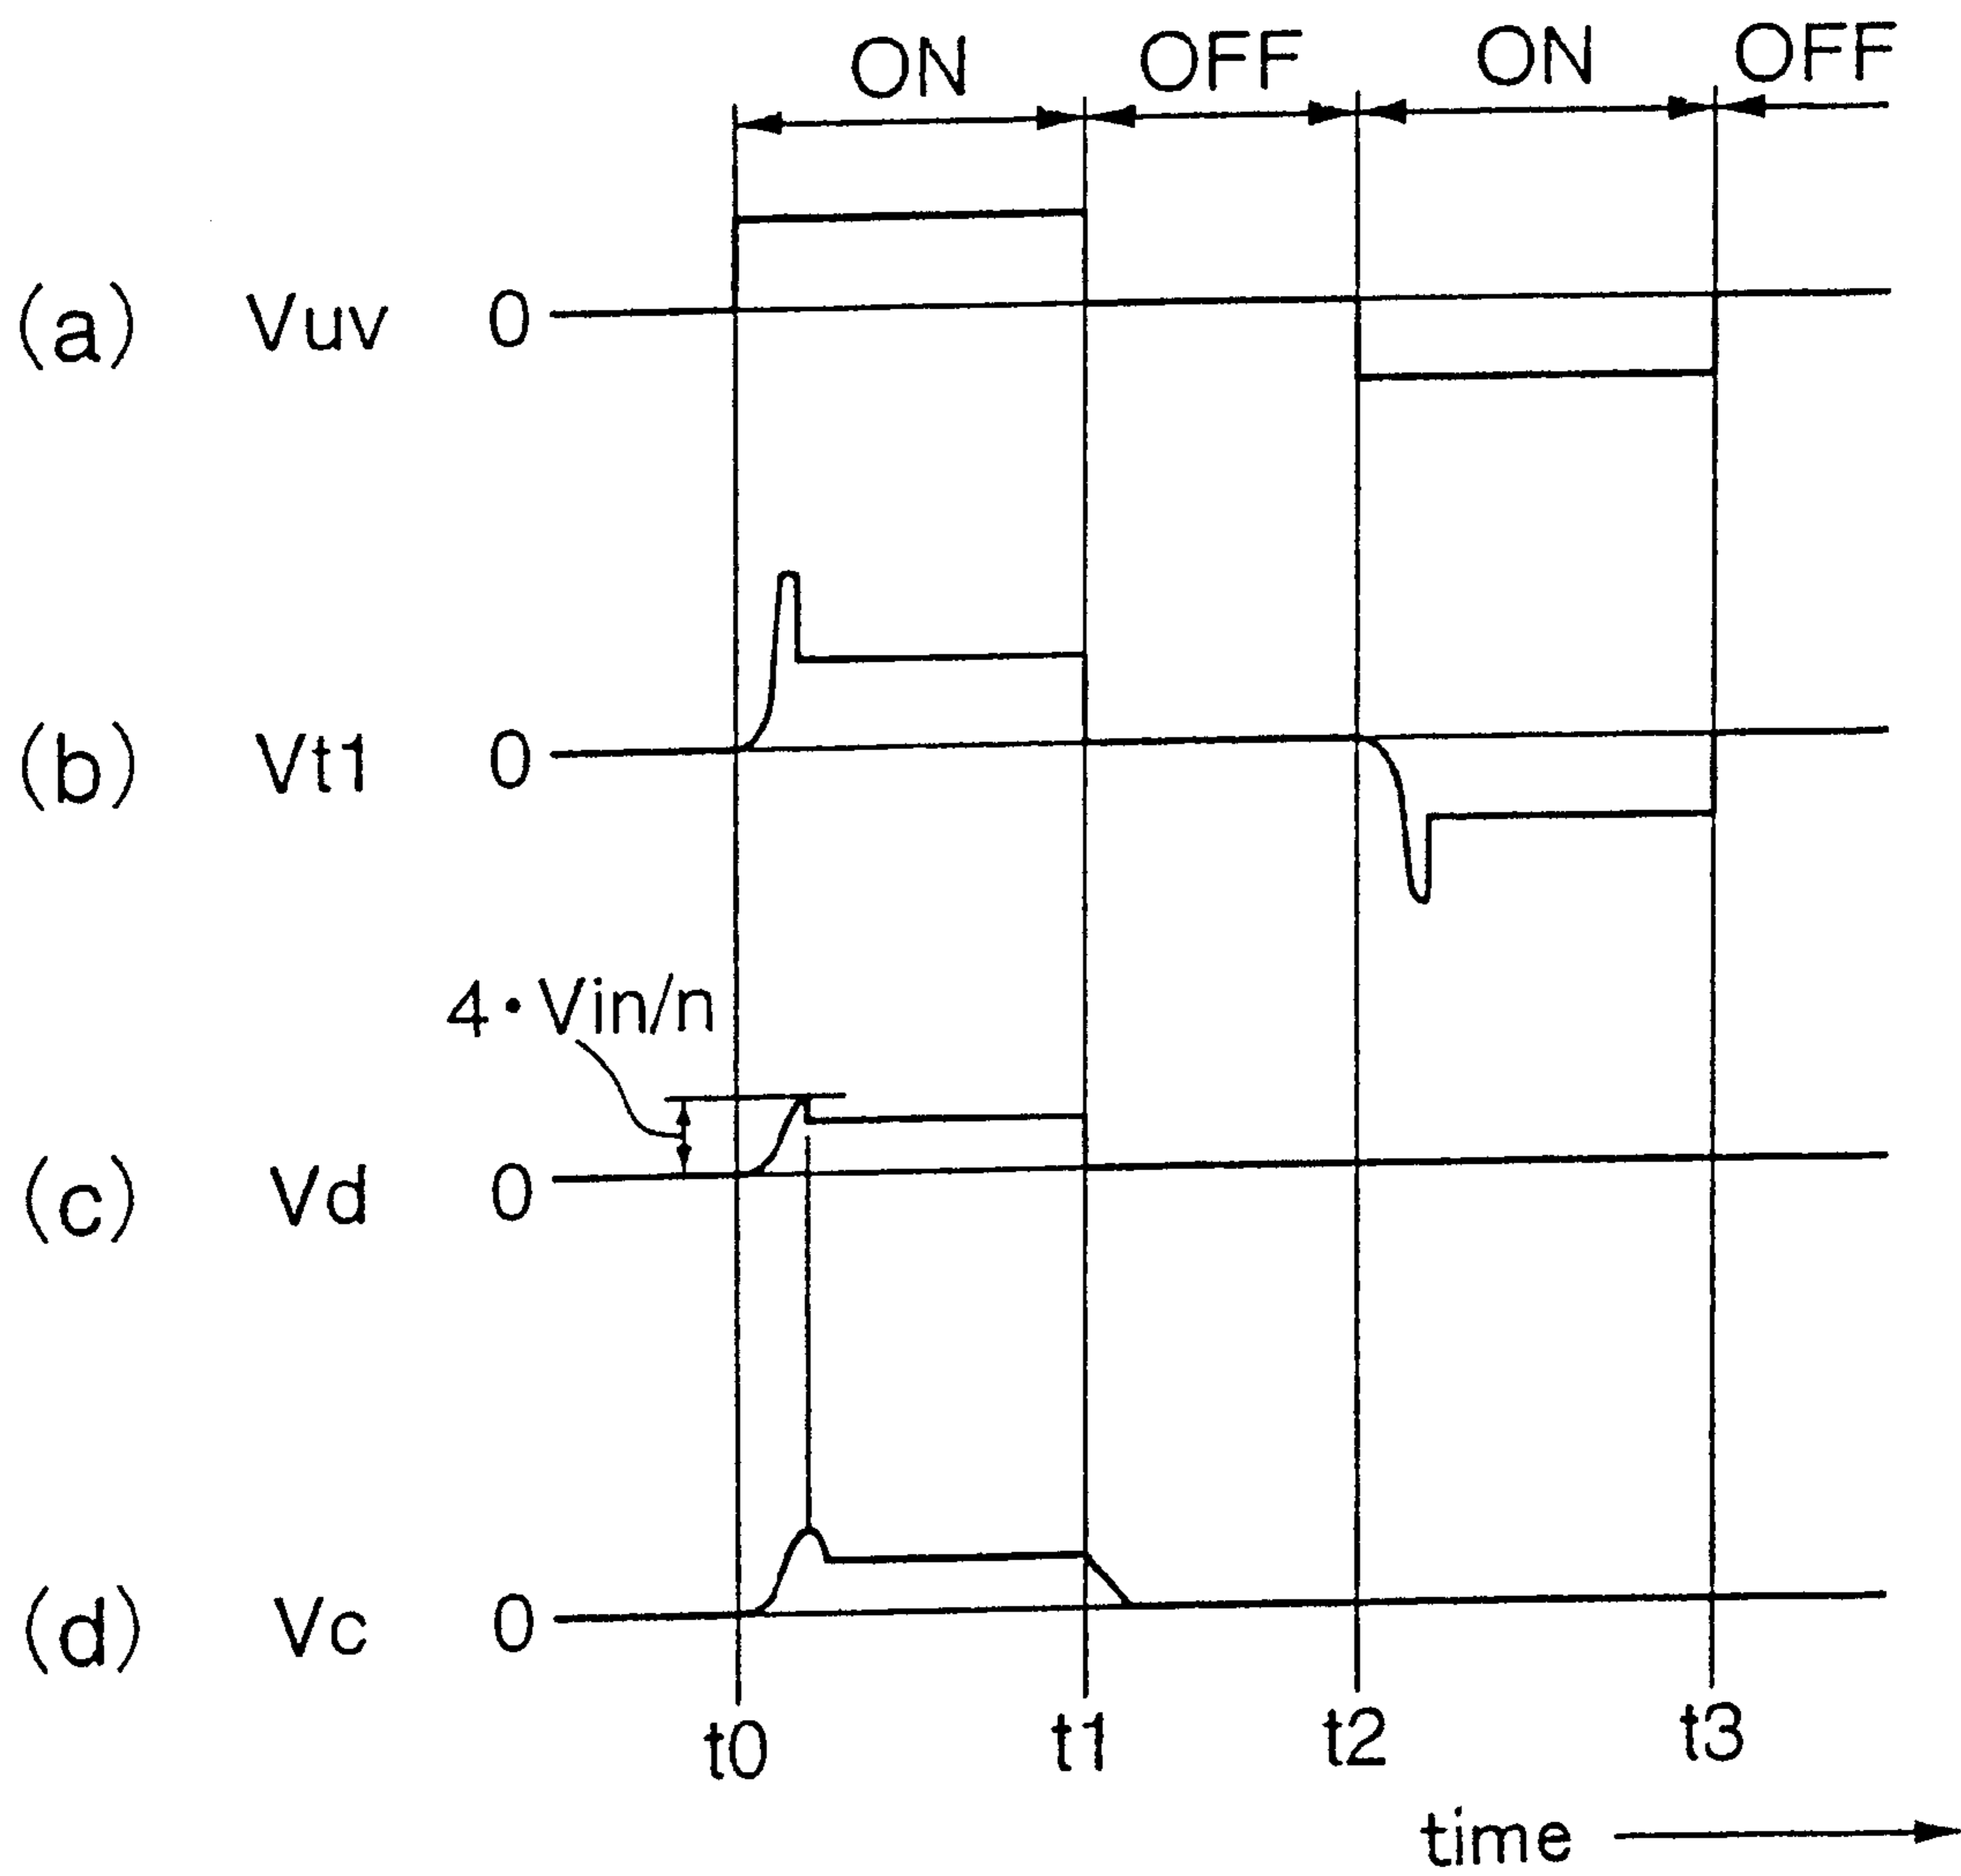 ON OFF ON OFF
(a) Vuv 0
(b) Vt1 0
4·Vin/n
(c) Vd 0
(d) Vc 0
t0 t1 t2 t3
time